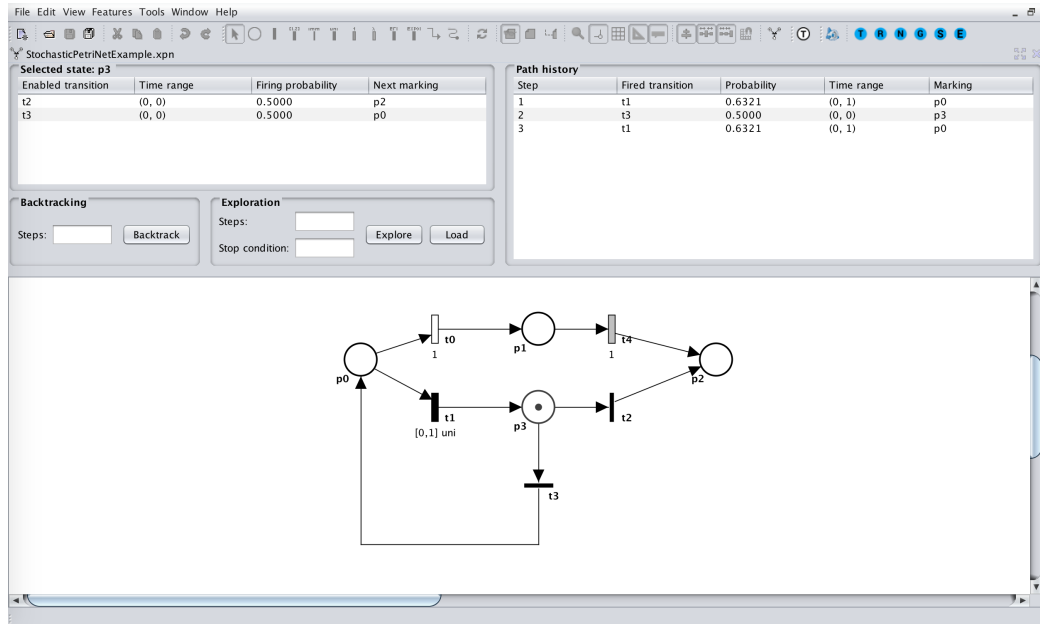 File Edit View Features Tools Window Help
StochasticPetriNetExample.xpn
Selected state: p3
Enabled transition Time range Firing probability Next marking
t2 (0, 0) 0.5000 p2
t3 (0, 0) 0.5000 p0
Path history
Step Fired transition Probability Time range Marking
1 t1 0.6321 (0, 1) p0
2 t3 0.5000 (0, 0) p3
3 t1 0.6321 (0, 1) p0
Backtracking
Steps: Backtrack
Exploration
Steps:
Stop condition:
Explore Load
T R N G S E
t0
1
p1
t4
1
p0
p2
t1
[0,1] uni
p3
t2
t3